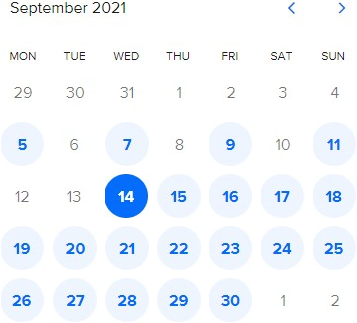 September 2021
MON TUE WED THU FRI SAT SUN
29 30 31 1 2 3 4
5 6 7 8 9 10 11
12 13 14 15 16 17 18
19 20 21 22 23 24 25
26 27 28 29 30 1 2